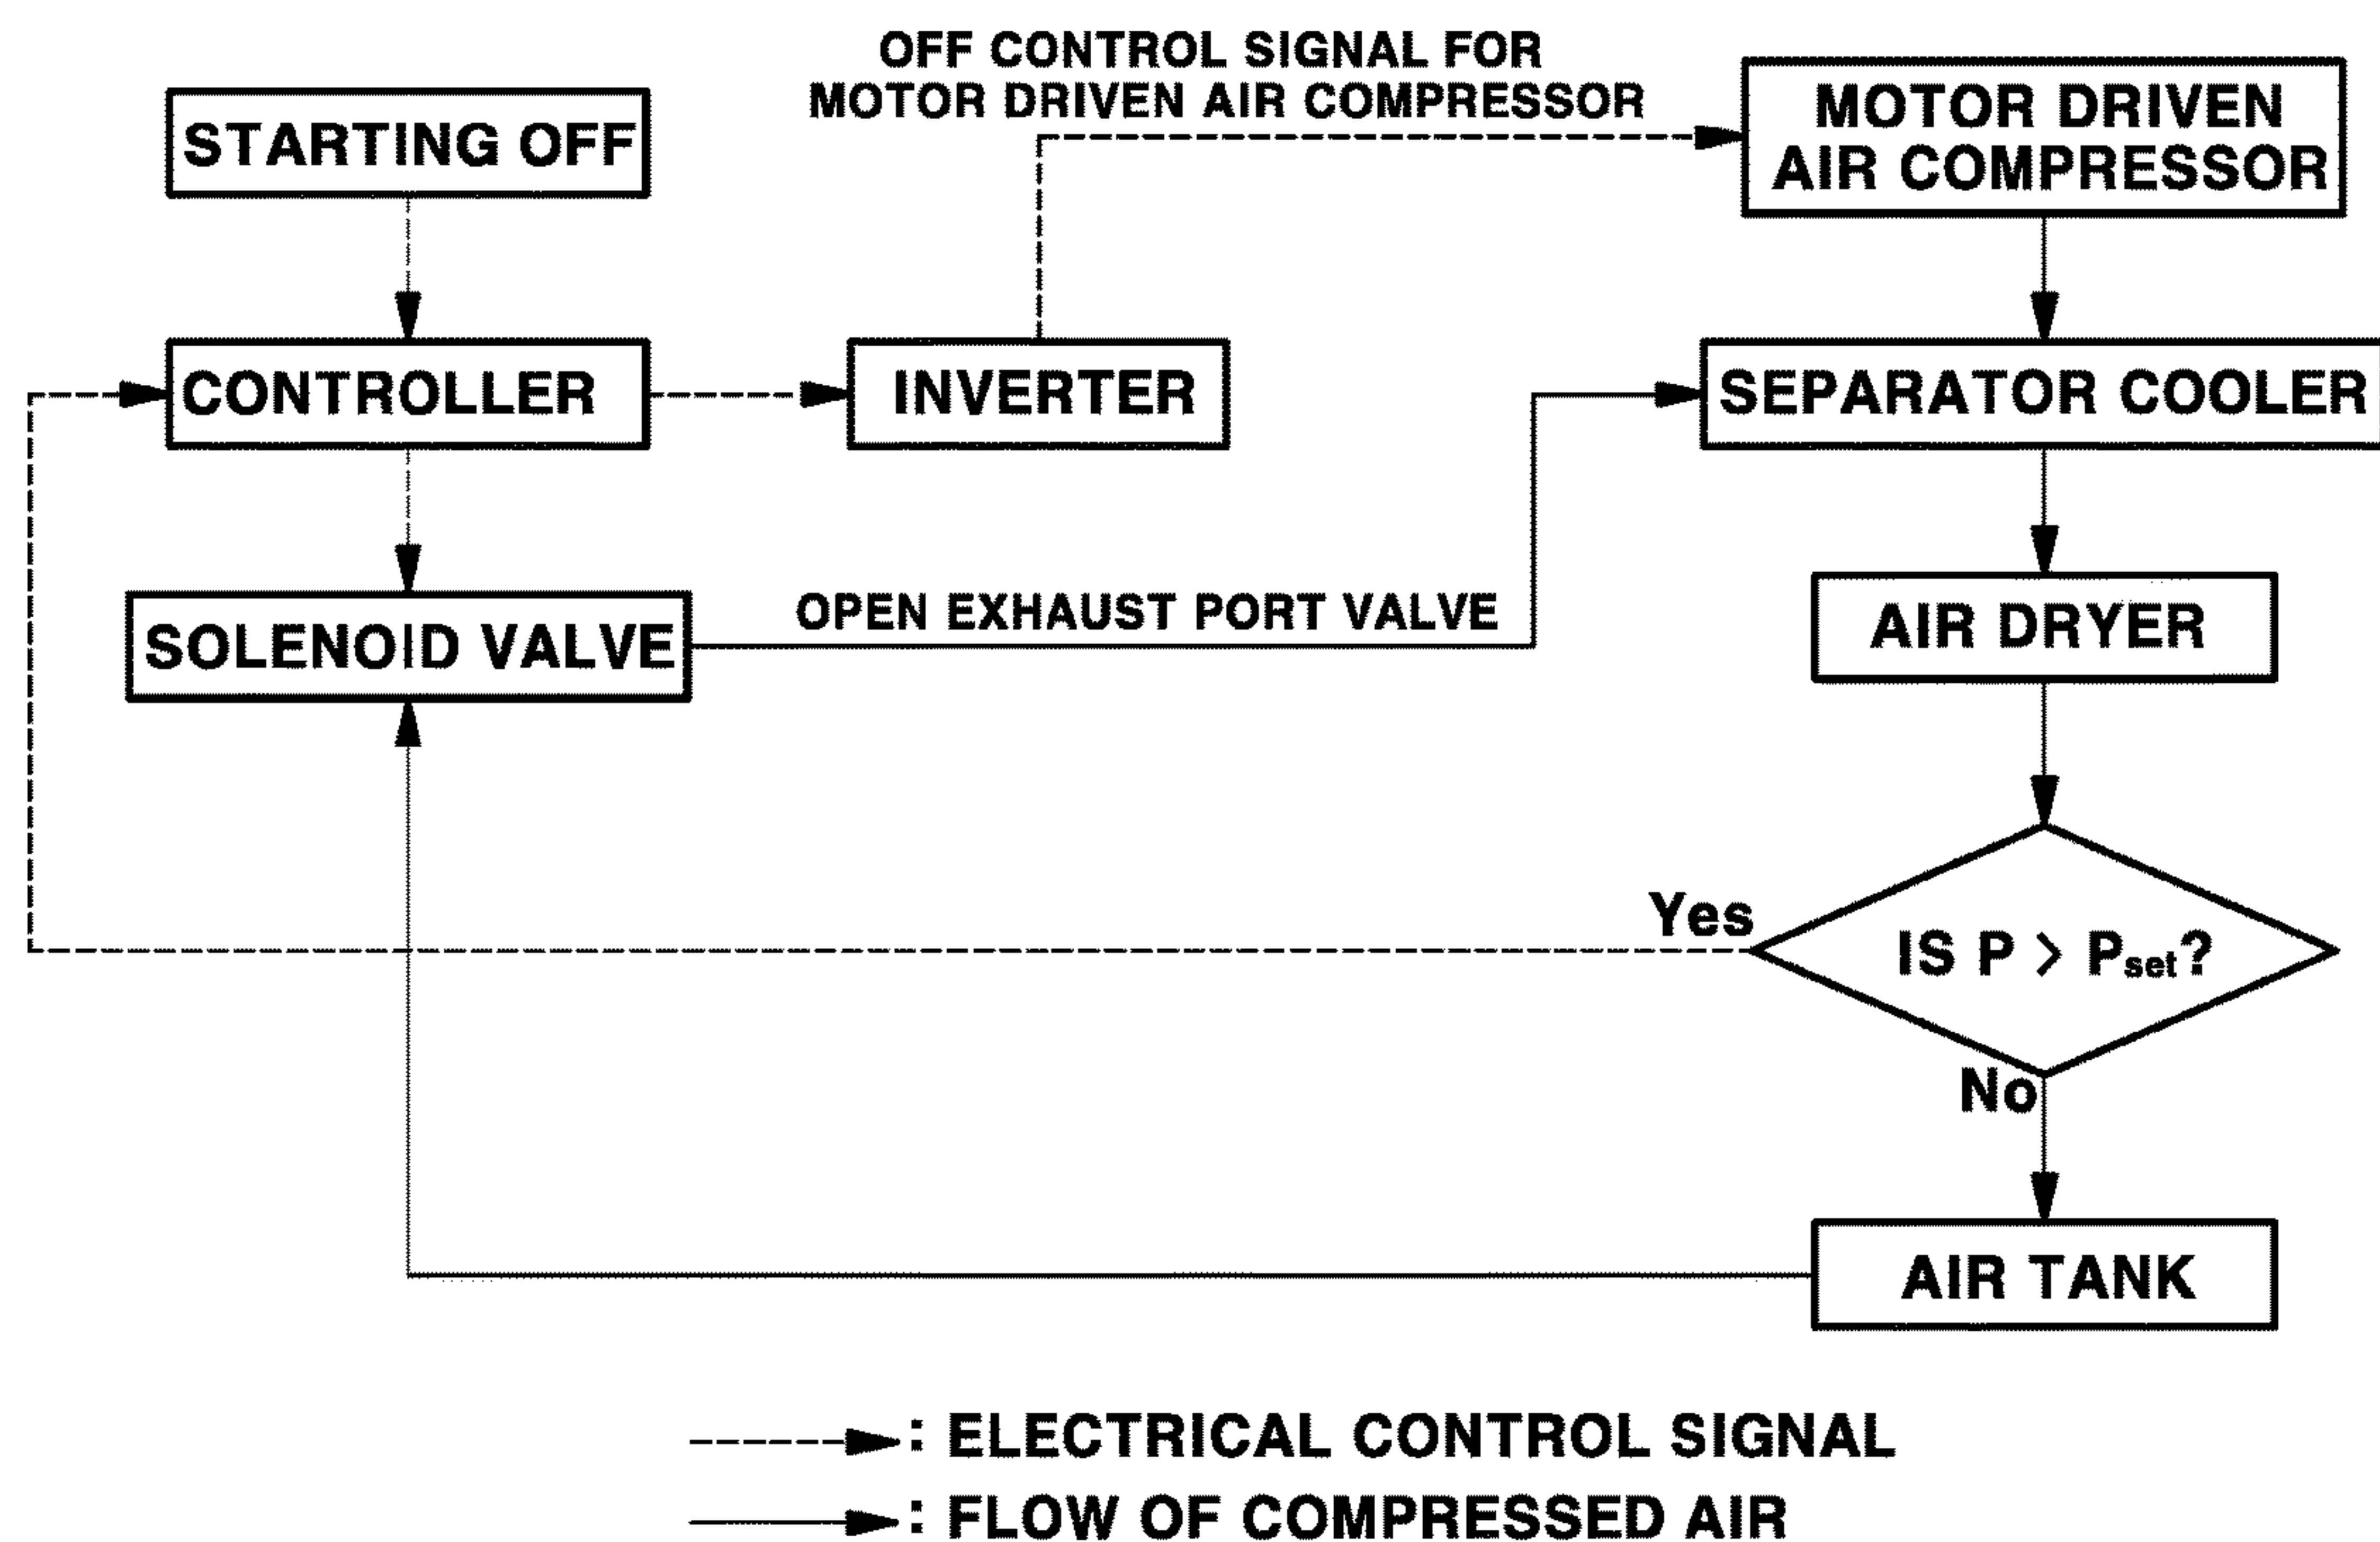 OFF CONTROL SIGNAL FOR
MOTOR DRIVEN AIR COMPRESSOR
STARTING OFF
MOTOR DRIVEN
AIR COMPRESSOR
CONTROLLER
INVERTER
SEPARATOR COOLER
SOLENOID VALVE
OPEN EXHAUST PORT VALVE
AIR DRYER
Yes
IS P > Pset?
No
AIR TANK
: ELECTRICAL CONTROL SIGNAL
: FLOW OF COMPRESSED AIR